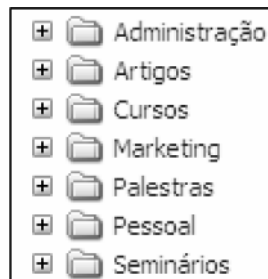 Administração
Artigos
Cursos
Marketing
Palestras
Pessoal
Seminários